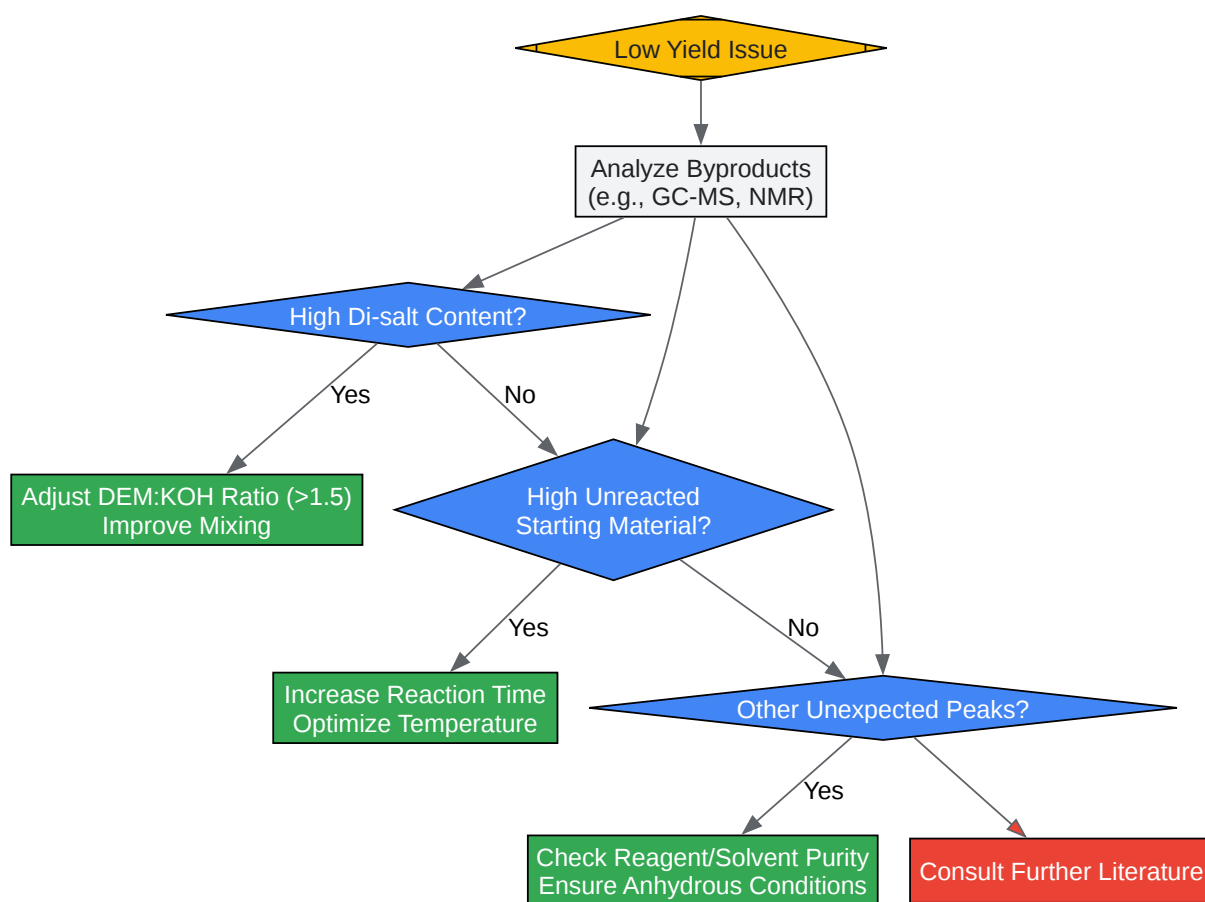 Low Yield Issue
Analyze Byproducts
(e.g., GC-MS, NMR)
High Di-salt Content?
Yes
No
Adjust DEM:KOH Ratio (>1.5)
Improve Mixing
High Unreacted
Starting Material?
Yes
No
Increase Reaction Time
Optimize Temperature
Other Unexpected Peaks?
Yes
Check Reagent/Solvent Purity
Ensure Anhydrous Conditions
Consult Further Literature